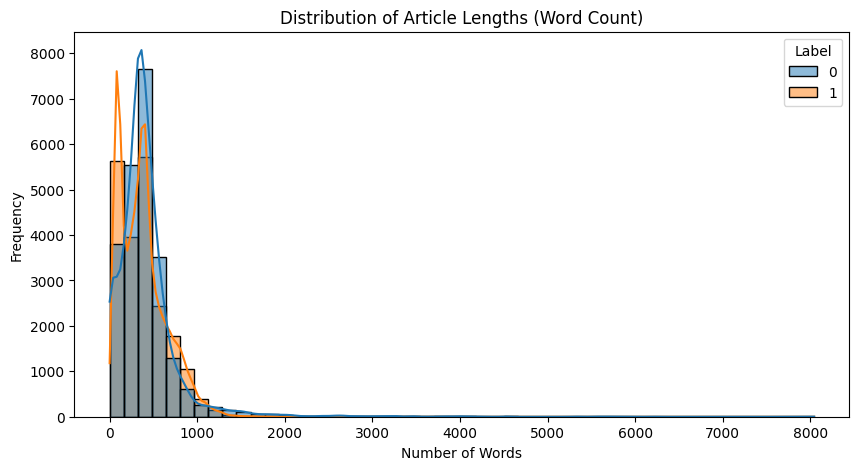 Distribution of Article Lengths (Word Count)
Label
0
1
Frequency
8000
7000
6000
5000
4000
3000
2000
1000
0
0 1000 2000 3000 4000 5000 6000 7000 8000
Number of Words